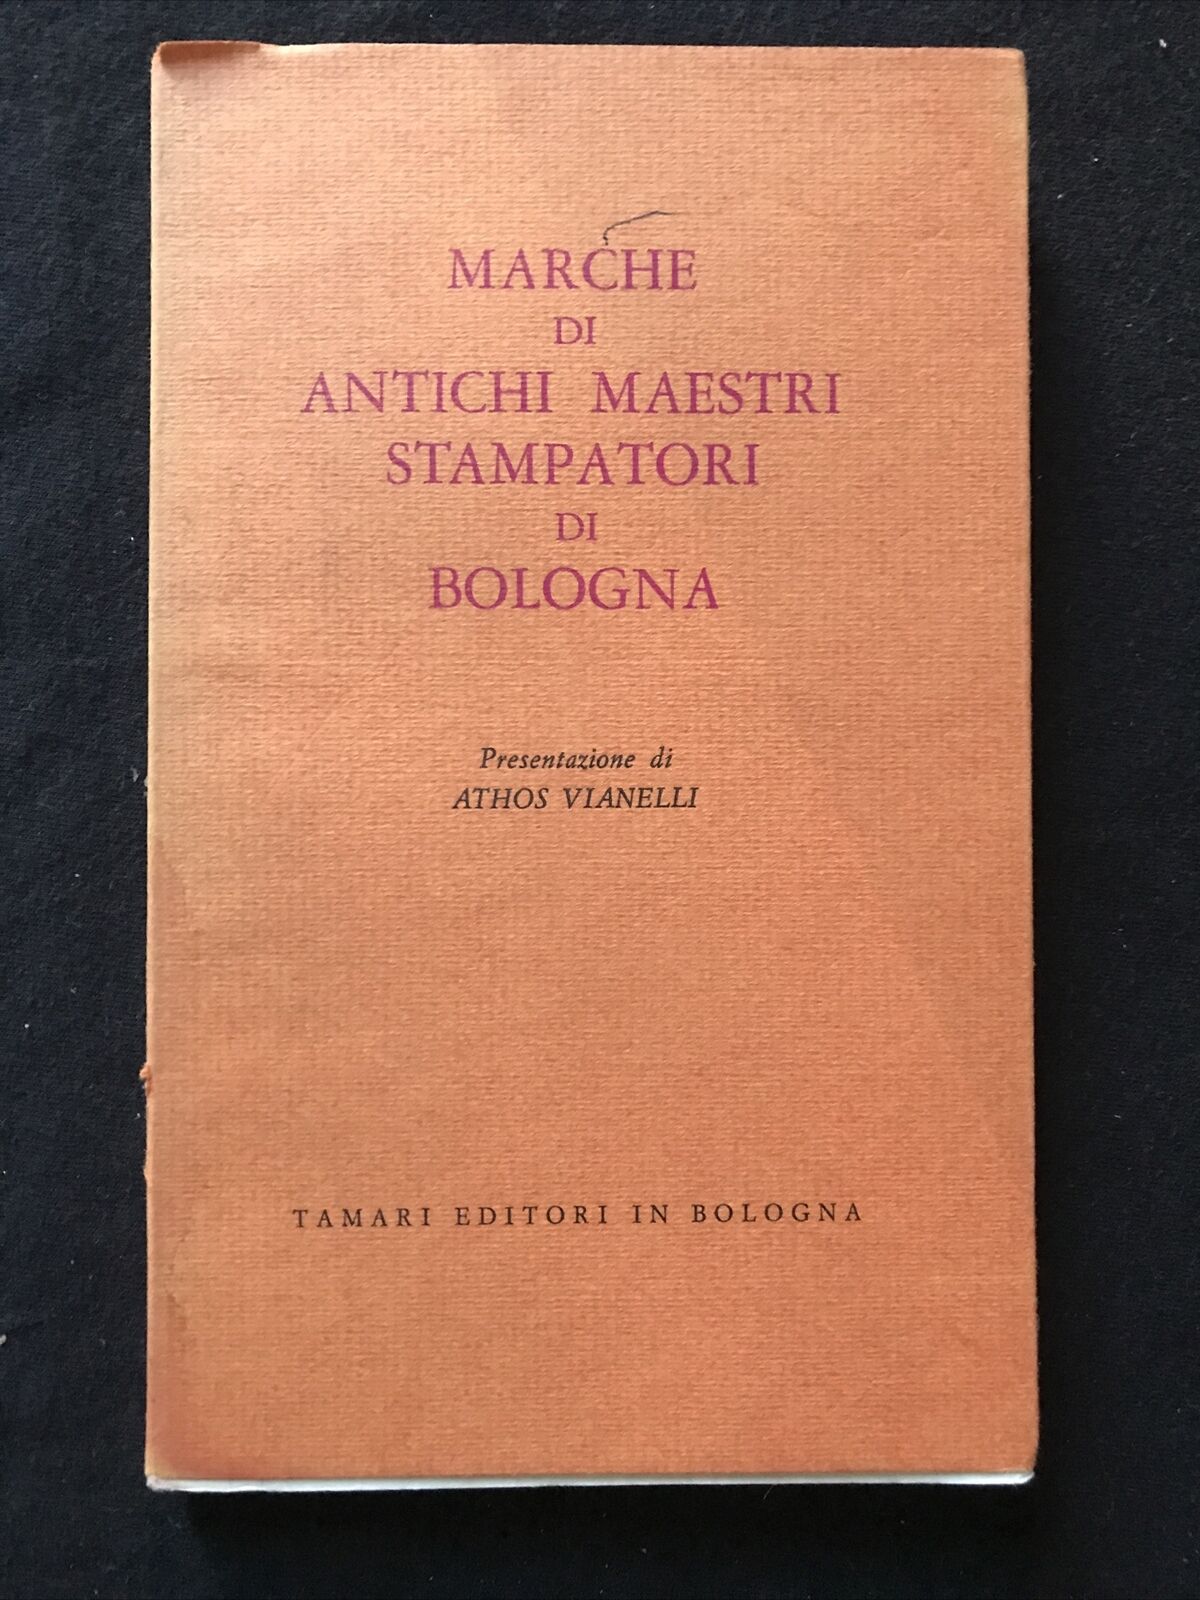 MARCHE
DI
ANTICHI MAESTRI
STAMPATORI
DI
BOLOGNA
Presentazione di
ATHOS VIANELLI
TAMARI EDITORI IN BOLOGNA